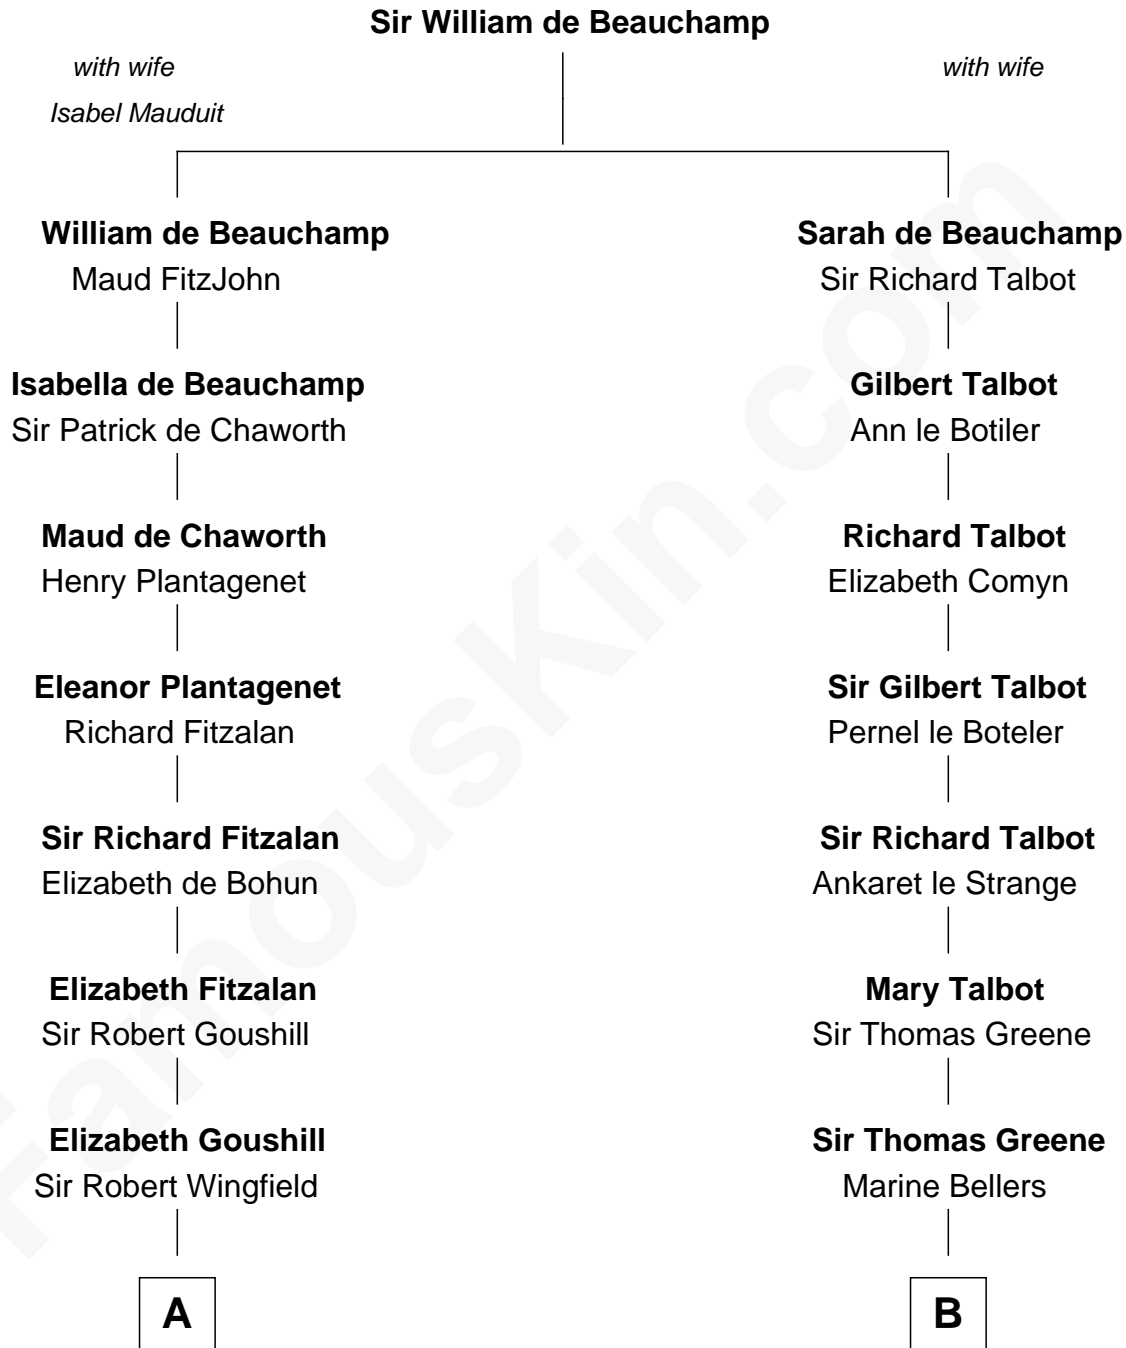 Sir William de Beauchamp
with wife
Isabel Mauduit
with wife
William de Beauchamp
Maud FitzJohn
Sarah de Beauchamp
Sir Richard Talbot
Isabella de Beauchamp
Sir Patrick de Chaworth
Gilbert Talbot
Ann le Botiler
Maud de Chaworth
Henry Plantagenet
Richard Talbot
Elizabeth Comyn
Eleanor Plantagenet
Richard Fitzalan
Sir Gilbert Talbot
Pernel le Boteler
Sir Richard Fitzalan
Elizabeth de Bohun
Sir Richard Talbot
Ankaret le Strange
Elizabeth Fitzalan
Sir Robert Goushill
Mary Talbot
Sir Thomas Greene
Elizabeth Goushill
Sir Robert Wingfield
Sir Thomas Greene
Marine Bellers
A
B
FamousKin.com